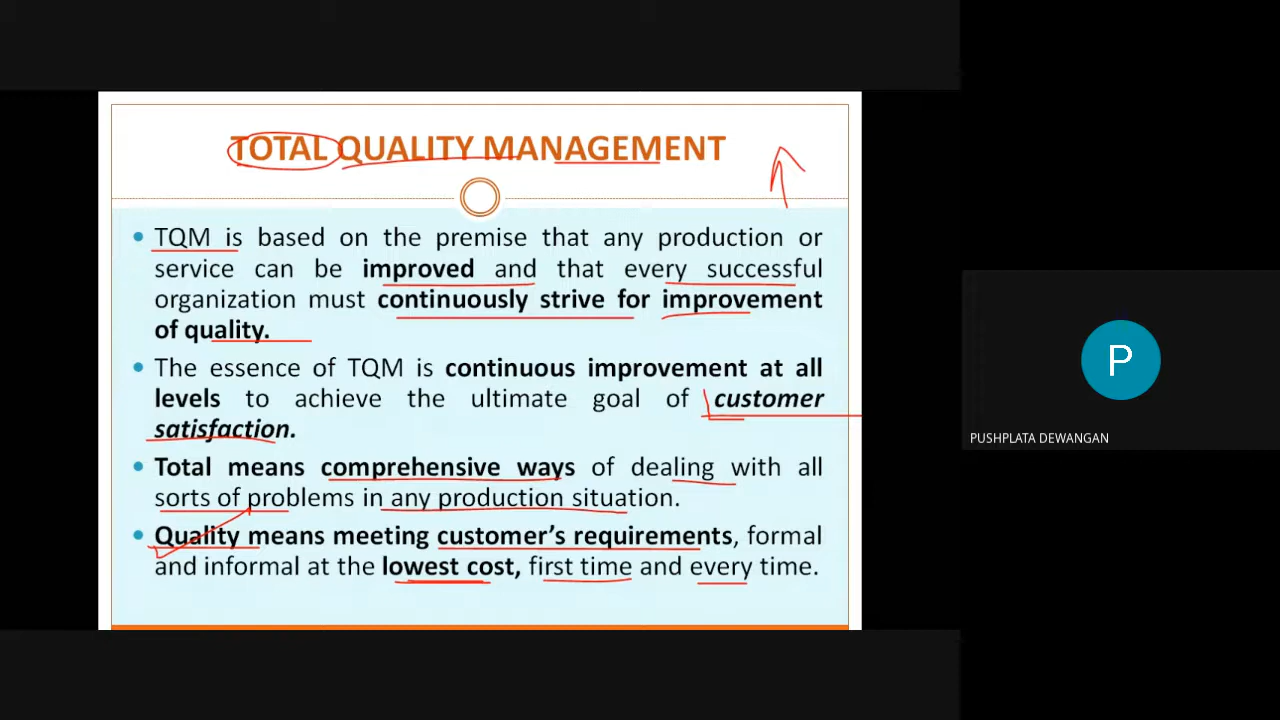 TOTAL QUALITY MANAGEMENT
• TQM is based on the premise that any production or
service can be improved and that every successful
organization must continuously strive for improvement
of quality.
• The essence of TQM is continuous improvement at all
levels to achieve the ultimate goal of customer
satisfaction.
• Total means comprehensive ways of dealing with all
sorts of problems in any production situation.
• Quality means meeting customer's requirements, formal
and informal at the lowest cost, first time and every time.
P
PUSHPLATA DEWANGAN